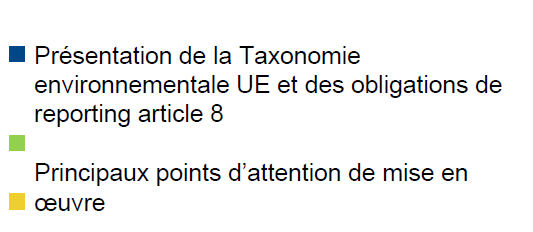 Présentation de la Taxonomie
environnementale UE et des obligations de
reporting article 8
Principaux points d’attention de mise en
œuvre